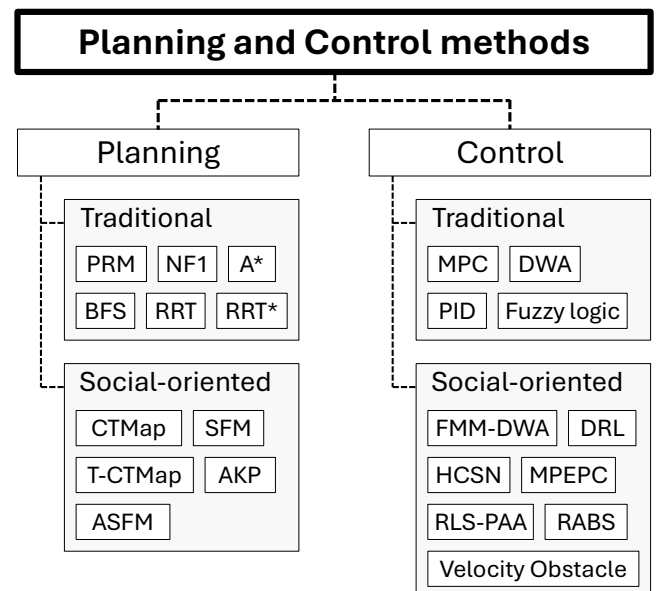 Planning and Control methods
Planning
Traditional
PRM NF1 A*
BFS RRT RRT*
Social-oriented
CTMap SFM
T-CTMap AKP
ASFM
Control
Traditional
MPC DWA
PID Fuzzy logic
Social-oriented
FMM-DWA DRL
HCSN MPEPC
RLS-PAA RABS
Velocity Obstacle